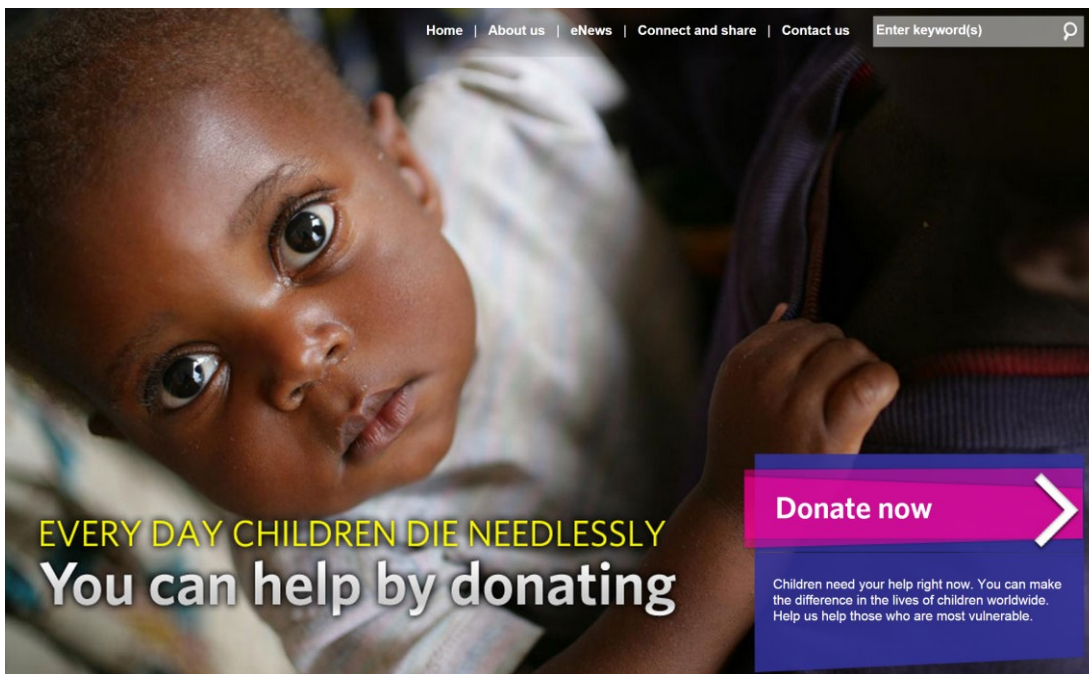 Home | About us | eNews | Connect and share | Contact us Enter keyword(s)
EVERY DAY CHILDREN DIE NEEDLESSLY
You can help by donating
Donate now
Children need your help right now. You can make
the difference in the lives of children worldwide.
Help us help those who are most vulnerable.